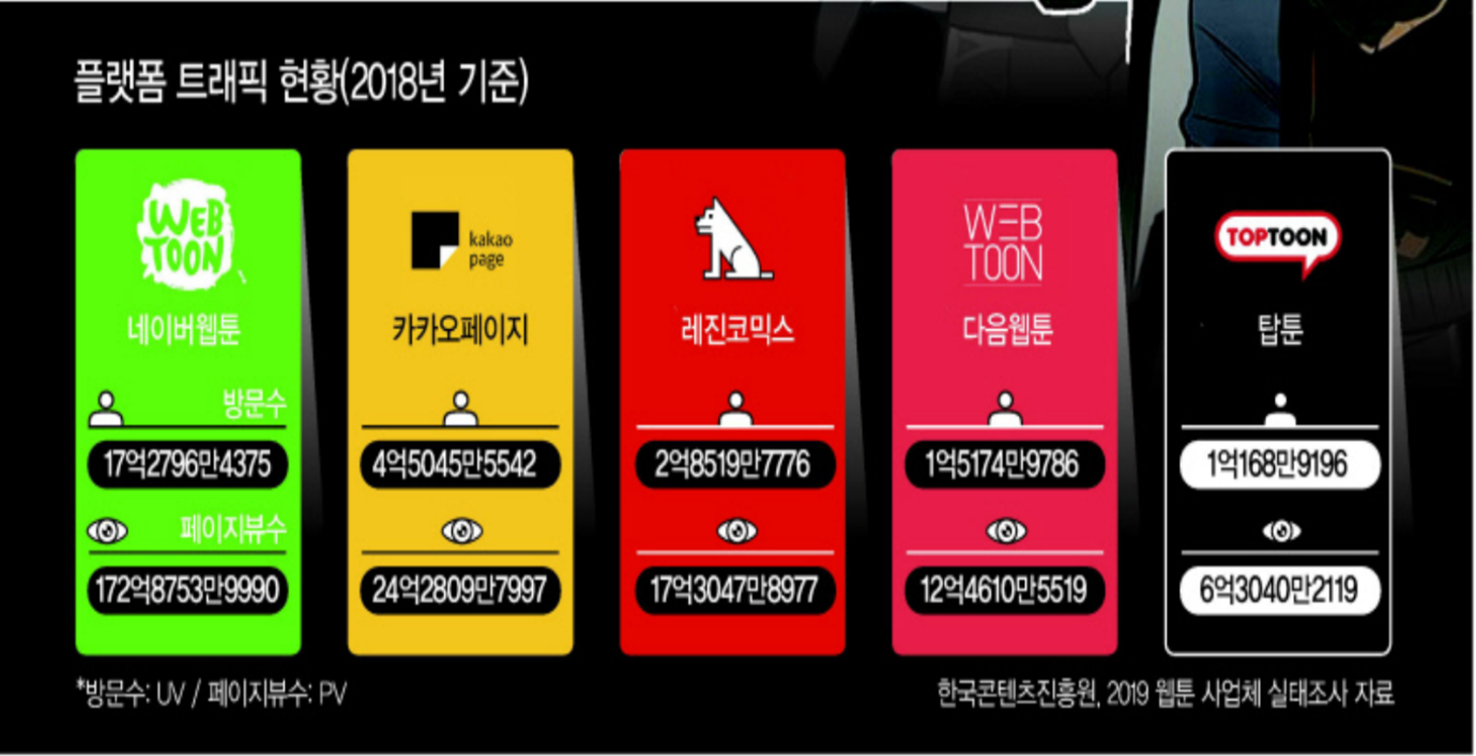 플랫폼 트래픽 현황(2018년 기준)
WEB
TOON
네이버웹툰
방문수
17억2796만4375
페이지뷰수
172억8753만9990
kakao
page
카카오페이지
4억5045만5542
24억2809만7997
레진코믹스
2억8519만7776
17억3047만8977
WEB
TOON
다음웹툰
1억5174만9786
12억4610만5519
TOPTOON
탑툰
1억168만9196
6억3040만2119
*방문수: UV / 페이지뷰수: PV
한국콘텐츠진흥원, 2019 웹툰 사업체 실태조사 자료